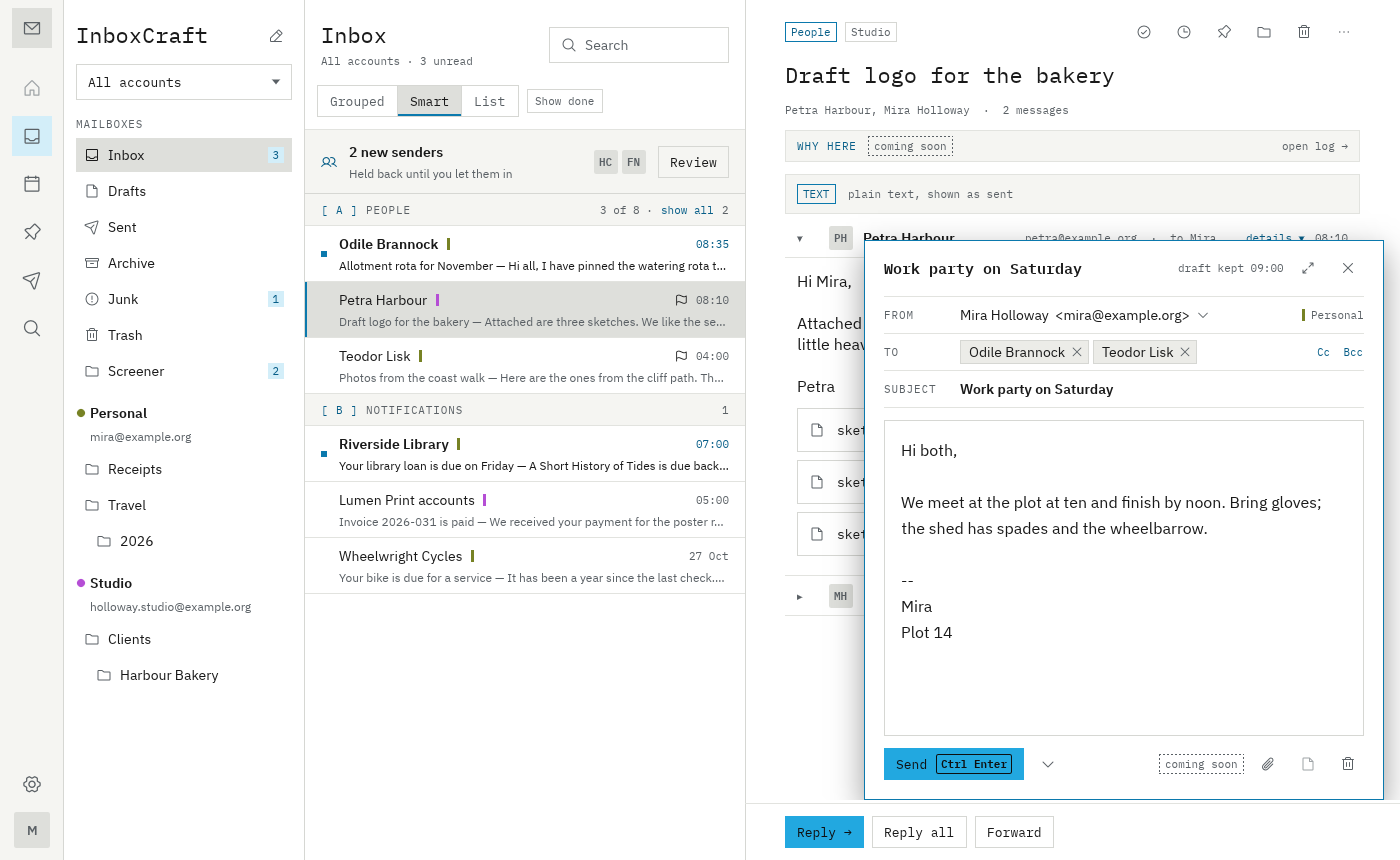 InboxCraft
All accounts
MAILBOXES
Inbox 3
Drafts
Sent
Archive
Junk 1
Trash
Screener 2
Personal
mira@example.org
Receipts
Travel
2026
Studio
holloway.studio@example.org
Clients
Harbour Bakery
M
Inbox
All accounts · 3 unread
Search
Grouped Smart List Show done
2 new senders
Held back until you let them in
HC FN Review
[ A ] PEOPLE 3 of 8 · show all 2
Odile Brannock 08:35
Allotment rota for November — Hi all, I have pinned the watering rota t…
Petra Harbour 08:10
Draft logo for the bakery — Attached are three sketches. We like the se…
Teodor Lisk 04:00
Photos from the coast walk — Here are the ones from the cliff path. Th…
[ B ] NOTIFICATIONS 1
Riverside Library 07:00
Your library loan is due on Friday — A Short History of Tides is due back…
Lumen Print accounts 05:00
Invoice 2026-031 is paid — We received your payment for the poster r…
Wheelwright Cycles 27 Oct
Your bike is due for a service — It has been a year since the last check.…
People Studio
Draft logo for the bakery
Petra Harbour, Mira Holloway · 2 messages
WHY HERE coming soon open log →
TEXT plain text, shown as sent
PH Petra Harbour petra@example.org · to Mira details ▾ 08:10
Hi Mira,
Attached
little heav
Petra
sket
sket
sket
MH
Work party on Saturday draft kept 09:00
FROM Mira Holloway <mira@example.org> Personal
TO Odile Brannock Teodor Lisk Cc Bcc
SUBJECT Work party on Saturday
Hi both,
We meet at the plot at ten and finish by noon. Bring gloves;
the shed has spades and the wheelbarrow.
--
Mira
Plot 14
Send Ctrl Enter coming soon
Reply → Reply all Forward